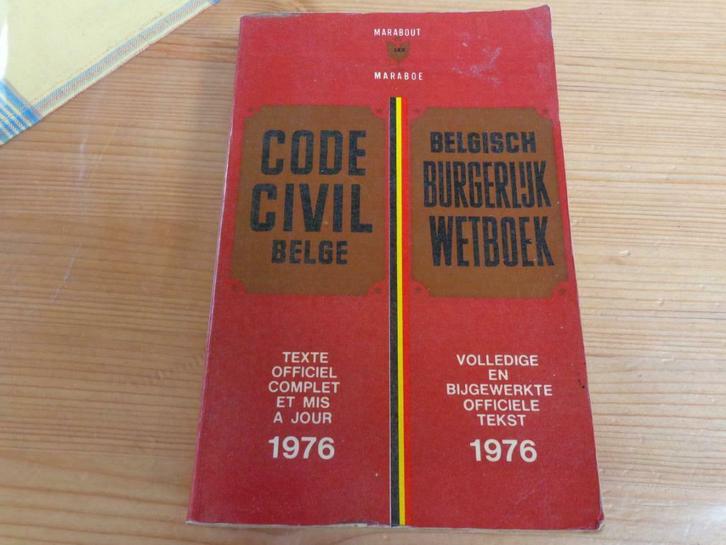 MARABOUT
MARABOE
CODE
CIVIL
BELGE
TEXTE
OFFICIEL
COMPLET
ET MIS
A JOUR
1976
BELGISCH
BURGERLIJK
WETBOEK
VOLLEDIGE
EN
BIJGEWERKTE
OFFICIELE
TEKST
1976